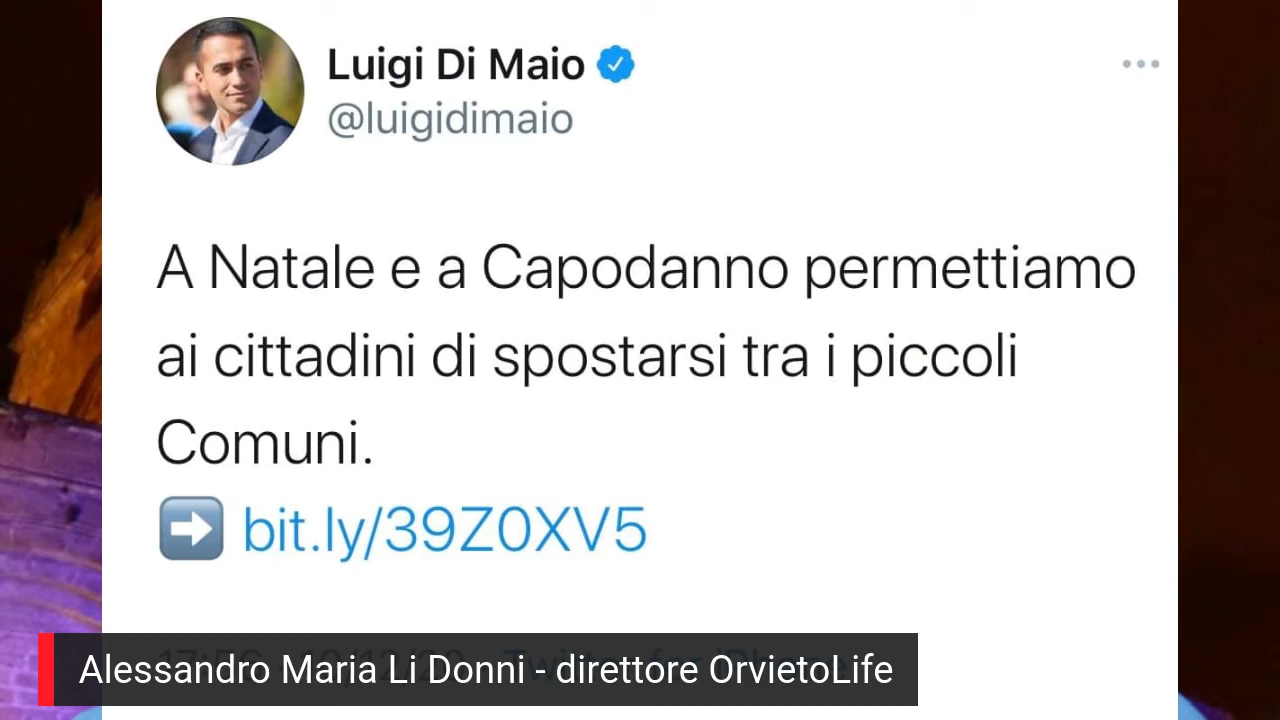 Luigi Di Maio
@luigidimaio
A Natale e a Capodanno permettiamo
ai cittadini di spostarsi tra i piccoli
Comuni.
➡️ bit.ly/39Z0XV5
Alessandro Maria Li Donni - direttore OrvietoLife